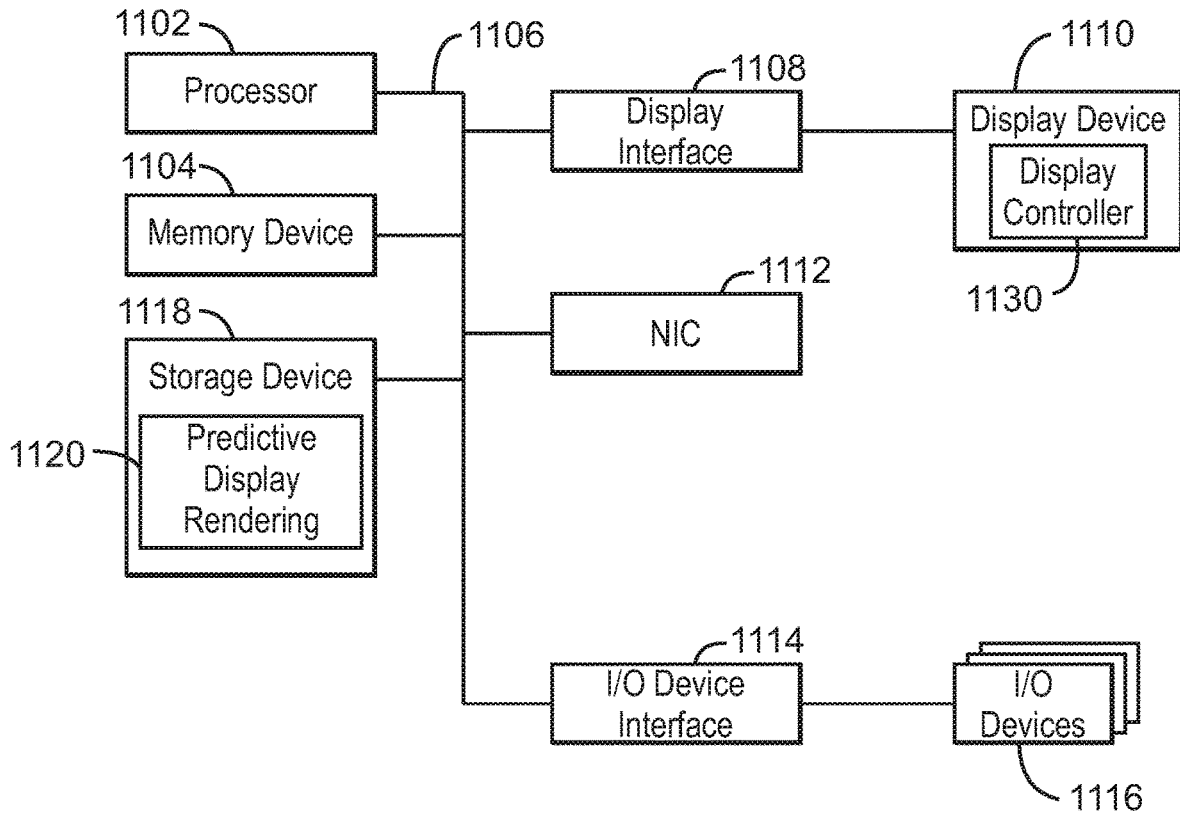 1102
Processor
1106
1104
Memory Device
1118
Storage Device
1120
Predictive
Display
Rendering
1108
Display
Interface
1110
Display Device
Display
Controller
1130
1112
NIC
1114
I/O Device
Interface
I/O
Devices
1116